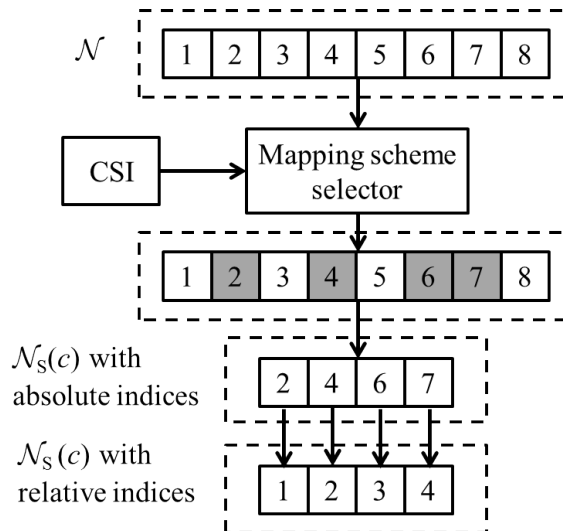 𝒩 1 2 3 4 5 6 7 8
CSI
Mapping scheme
selector
1 2 3 4 5 6 7 8
𝒩S(c) with
absolute indices
2 4 6 7
𝒩S (c) with
relative indices
1 2 3 4